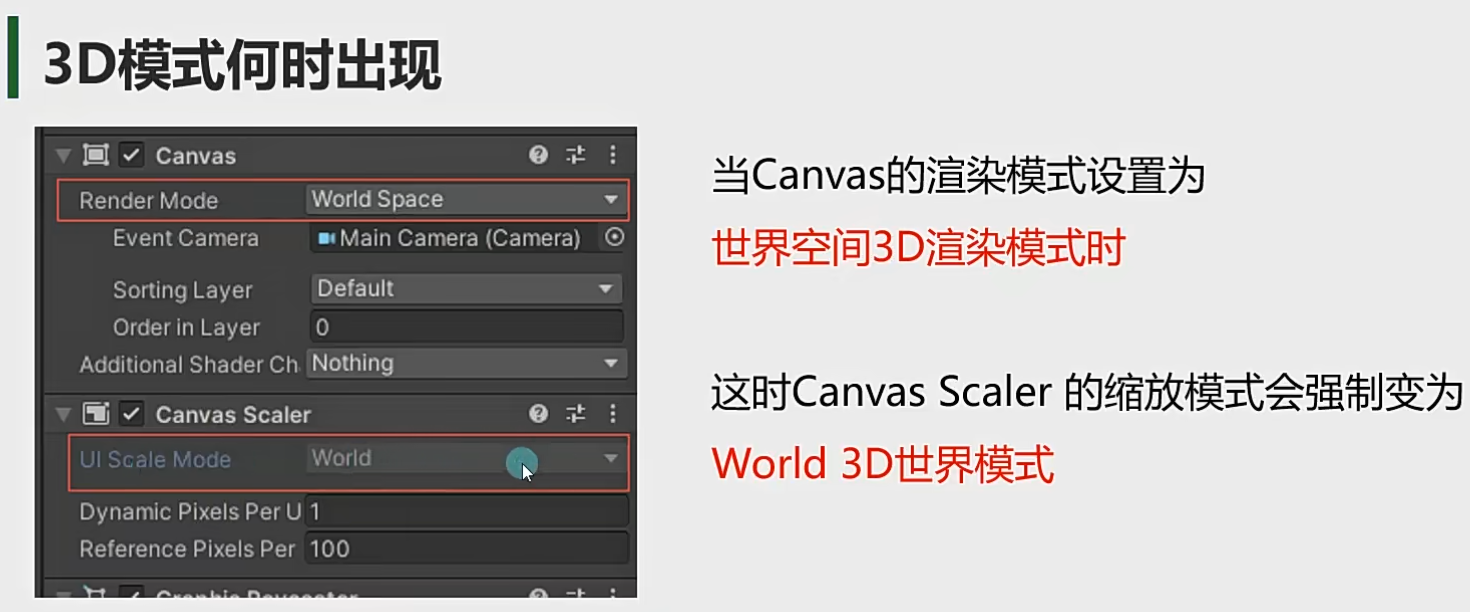 3D模式何时出现
Canvas
Render Mode World Space
Event Camera Main Camera (Camera)
Sorting Layer Default
Order in Layer 0
Additional Shader Ch Nothing
Canvas Scaler
UI Scale Mode World
Dynamic Pixels Per U 1
Reference Pixels Per 100
当Canvas的渲染模式设置为
世界空间3D渲染模式时
这时Canvas Scaler 的缩放模式会强制变为
World 3D世界模式